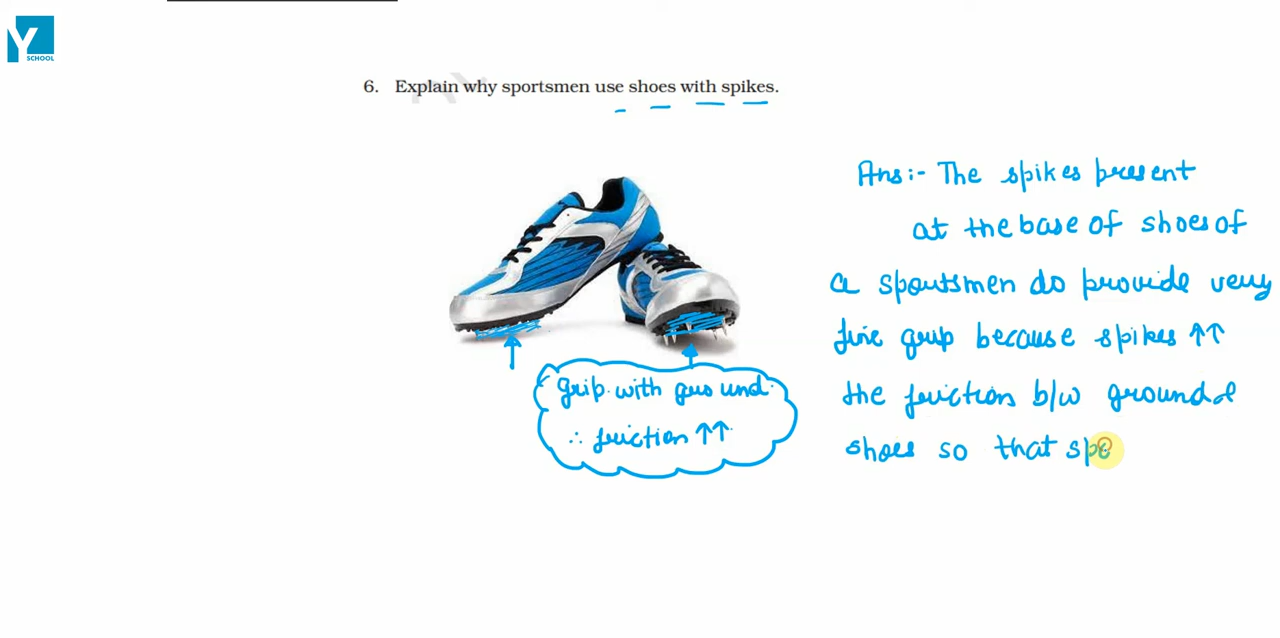 Y
SCHOOL
6. Explain why sportsmen use shoes with spikes.
Ans:- The spikes present
at the base of shoes of
a sportsmen do provide very
fine grip because spikes ↑↑
the friction b/w ground &
shoes so that spo
grip with ground
∴ friction ↑↑